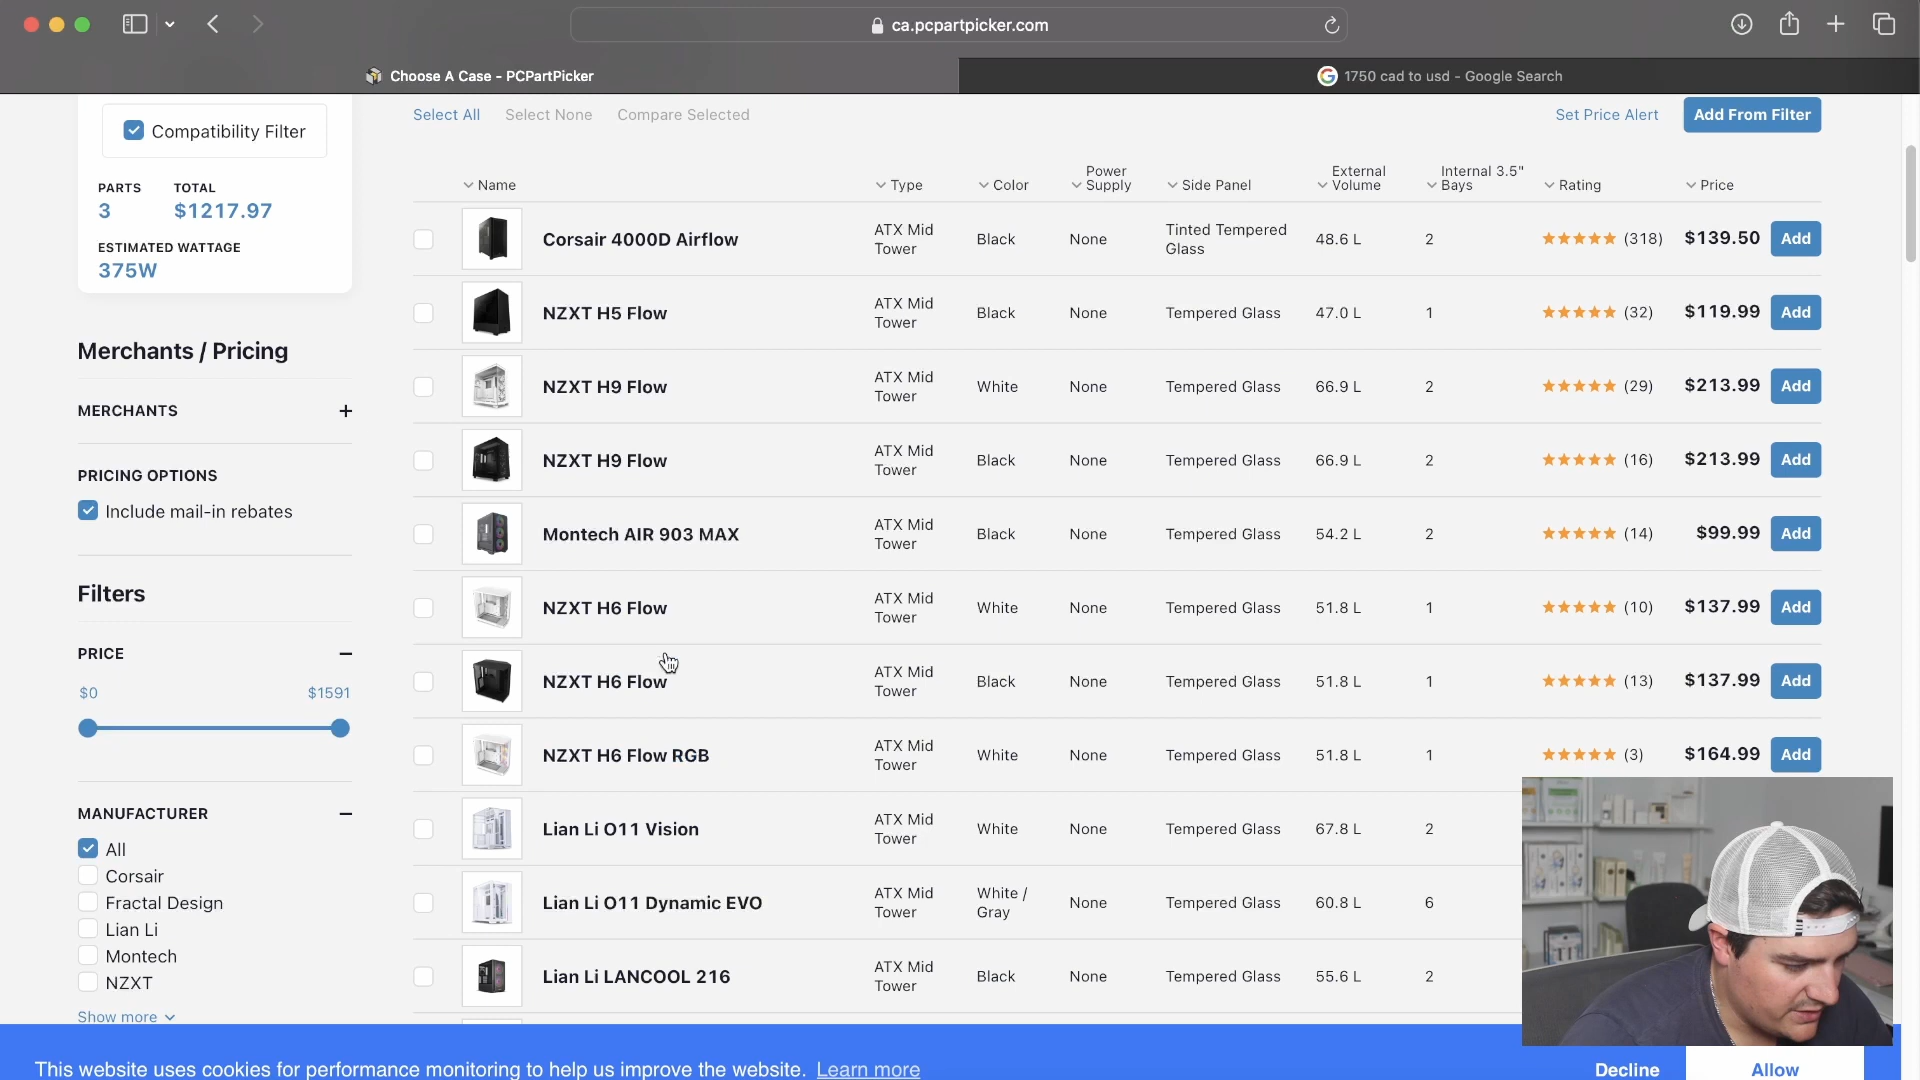 ca.pcpartpicker.com
Choose A Case - PCPartPicker
1750 cad to usd - Google Search
Compatibility Filter
PARTS TOTAL
3 $1217.97
ESTIMATED WATTAGE
375W
Merchants / Pricing
MERCHANTS +
PRICING OPTIONS
Include mail-in rebates
Filters
PRICE
$0 $1591
MANUFACTURER
All
Corsair
Fractal Design
Lian Li
Montech
NZXT
Show more
Select All Select None Compare Selected Set Price Alert Add From Filter
Name Type Color Power Supply Side Panel External Volume Internal 3.5" Bays Rating Price
Corsair 4000D Airflow ATX Mid Tower Black None Tinted Tempered Glass 48.6 L 2 (318) $139.50 Add
NZXT H5 Flow ATX Mid Tower Black None Tempered Glass 47.0 L 1 (32) $119.99 Add
NZXT H9 Flow ATX Mid Tower White None Tempered Glass 66.9 L 2 (29) $213.99 Add
NZXT H9 Flow ATX Mid Tower Black None Tempered Glass 66.9 L 2 (16) $213.99 Add
Montech AIR 903 MAX ATX Mid Tower Black None Tempered Glass 54.2 L 2 (14) $99.99 Add
NZXT H6 Flow ATX Mid Tower White None Tempered Glass 51.8 L 1 (10) $137.99 Add
NZXT H6 Flow ATX Mid Tower Black None Tempered Glass 51.8 L 1 (13) $137.99 Add
NZXT H6 Flow RGB ATX Mid Tower White None Tempered Glass 51.8 L 1 (3) $164.99 Add
Lian Li O11 Vision ATX Mid Tower White None Tempered Glass 67.8 L 2
Lian Li O11 Dynamic EVO ATX Mid Tower White / Gray None Tempered Glass 60.8 L 6
Lian Li LANCOOL 216 ATX Mid Tower Black None Tempered Glass 55.6 L 2
This website uses cookies for performance monitoring to help us improve the website. Learn more Decline Allow